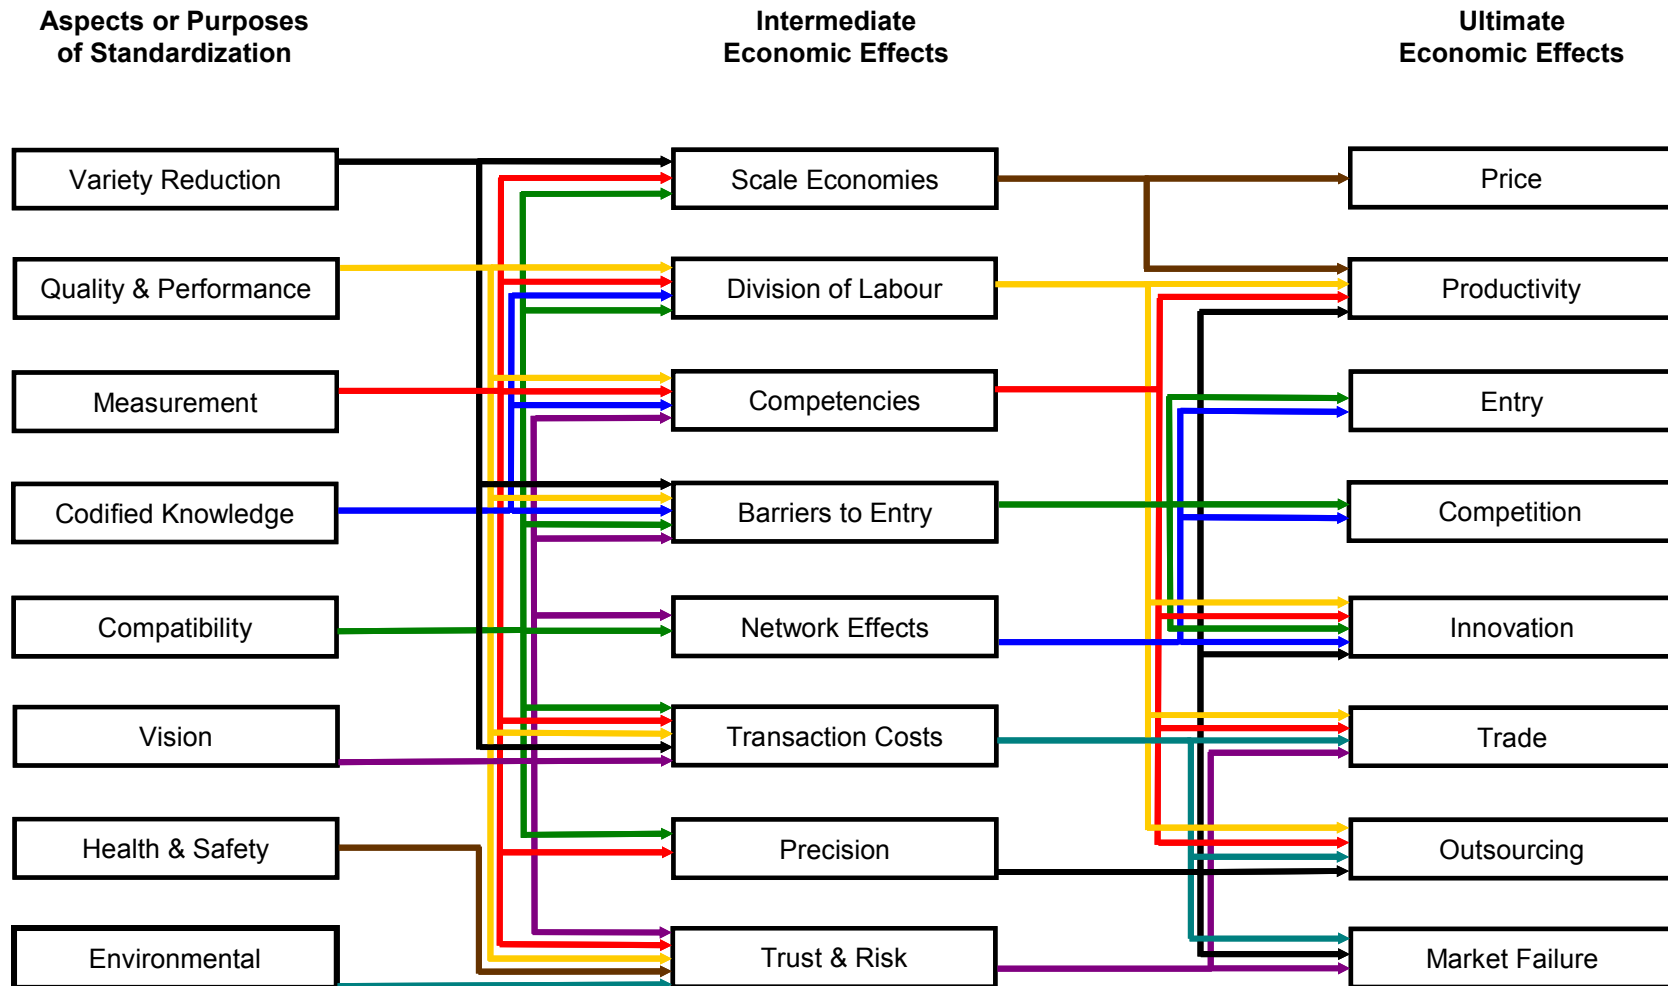 Aspects or Purposes
of Standardization
Intermediate
Economic Effects
Ultimate
Economic Effects
Variety Reduction
Scale Economies
Price
Quality & Performance
Division of Labour
Productivity
Measurement
Competencies
Entry
Codified Knowledge
Barriers to Entry
Competition
Compatibility
Network Effects
Innovation
Vision
Transaction Costs
Trade
Health & Safety
Precision
Outsourcing
Environmental
Trust & Risk
Market Failure